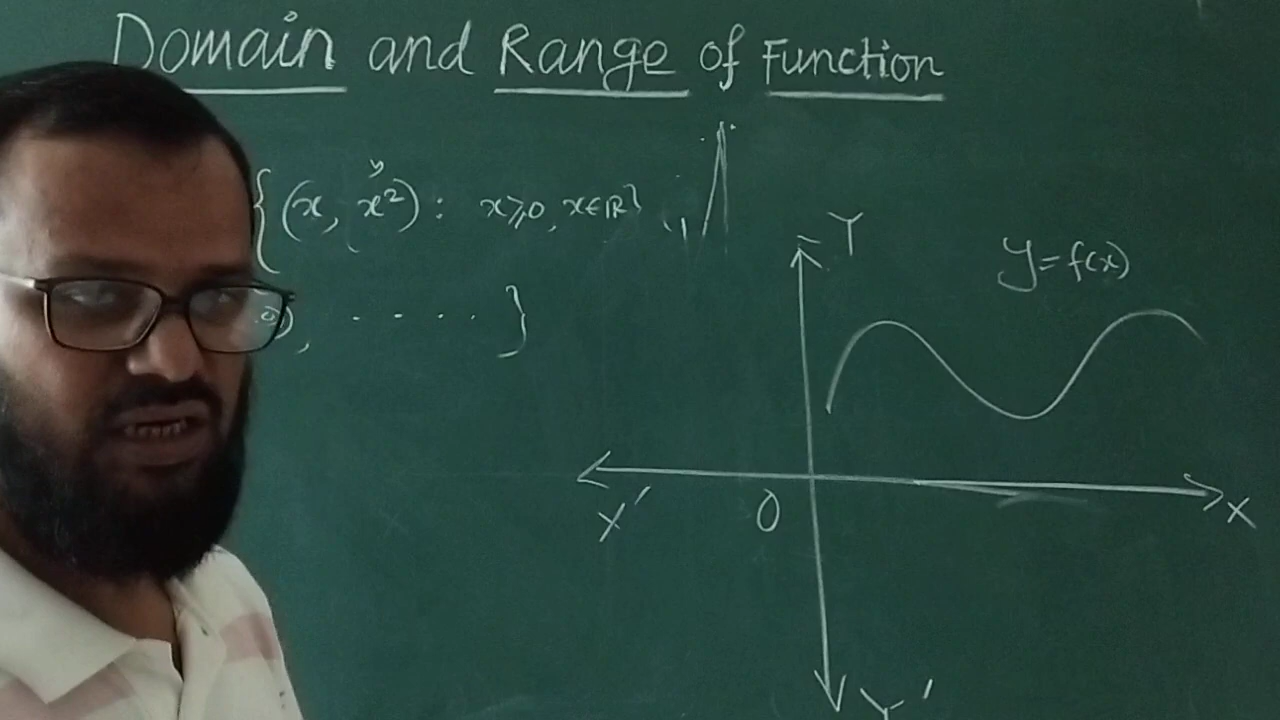 Domain and Range of Function
{(x, x²) : x⩾0, x∈ℝ}
y
), . . . . . }
Y
y=f(x)
X'
O
X
Y'